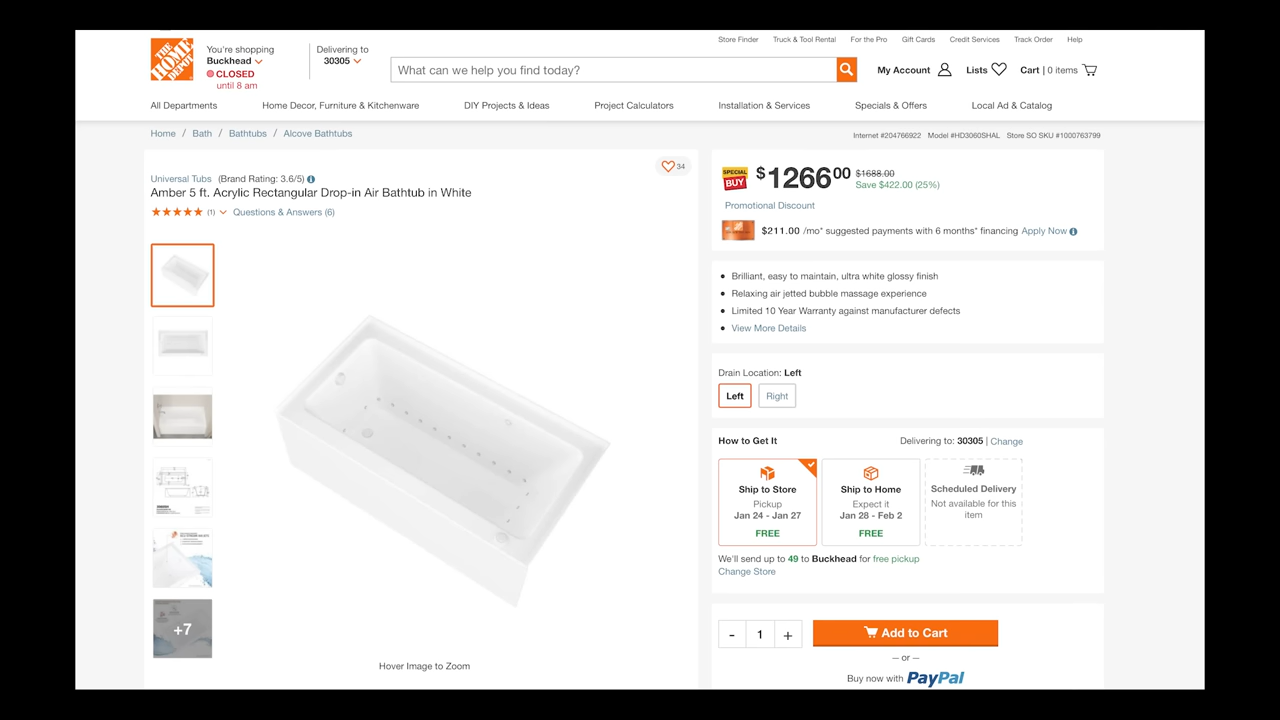 Store Finder Truck & Tool Rental For the Pro Gift Cards Credit Services Track Order Help
THE HOME DEPOT
You're shopping
Buckhead
CLOSED
until 8 am
Delivering to
30305
What can we help you find today?
My Account Lists Cart | 0 items
All Departments Home Decor, Furniture & Kitchenware DIY Projects & Ideas Project Calculators Installation & Services Specials & Offers Local Ad & Catalog
Home / Bath / Bathtubs / Alcove Bathtubs
Internet #204766922 Model #HD3060SHAL Store SO SKU #1000763799
34
Universal Tubs (Brand Rating: 3.6/5)
Amber 5 ft. Acrylic Rectangular Drop-in Air Bathtub in White
(1) Questions & Answers (6)
+7
Hover Image to Zoom
SPECIAL BUY $126600 $1688.00
Save $422.00 (25%)
Promotional Discount
$211.00 /mo* suggested payments with 6 months* financing Apply Now
Brilliant, easy to maintain, ultra white glossy finish
Relaxing air jetted bubble massage experience
Limited 10 Year Warranty against manufacturer defects
View More Details
Drain Location: Left
Left Right
How to Get It Delivering to: 30305 | Change
Ship to Store
Pickup
Jan 24 - Jan 27
FREE
Ship to Home
Expect it
Jan 28 - Feb 2
FREE
Scheduled Delivery
Not available for this
item
We'll send up to 49 to Buckhead for free pickup
Change Store
- 1 + Add to Cart
— or —
Buy now with PayPal